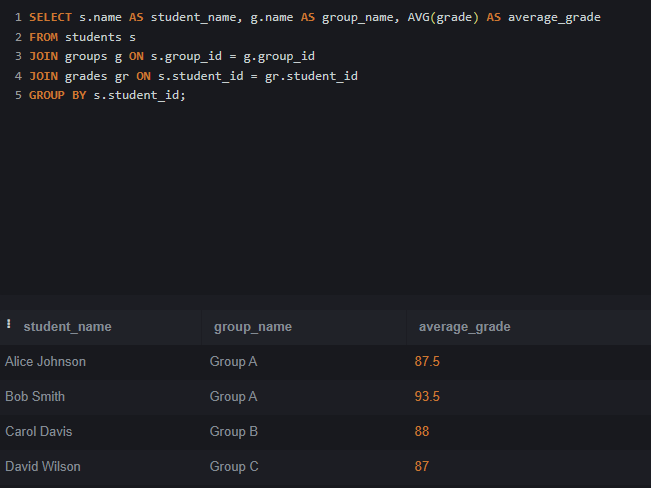 1 SELECT s.name AS student_name, g.name AS group_name, AVG(grade) AS average_grade
2 FROM students s
3 JOIN groups g ON s.group_id = g.group_id
4 JOIN grades gr ON s.student_id = gr.student_id
5 GROUP BY s.student_id;
student_name group_name average_grade
Alice Johnson Group A 87.5
Bob Smith Group A 93.5
Carol Davis Group B 88
David Wilson Group C 87